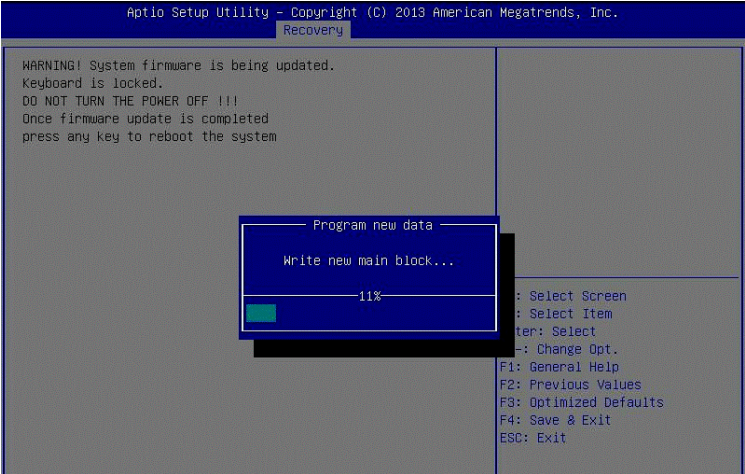 Aptio Setup Utility – Copyright (C) 2013 American Megatrends, Inc.
Recovery
WARNING! System firmware is being updated.
Keyboard is locked.
DO NOT TURN THE POWER OFF !!!
Once firmware update is completed
press any key to reboot the system
Program new data
Write new main block...
11%
: Select Screen
: Select Item
ter: Select
-: Change Opt.
F1: General Help
F2: Previous Values
F3: Optimized Defaults
F4: Save & Exit
ESC: Exit